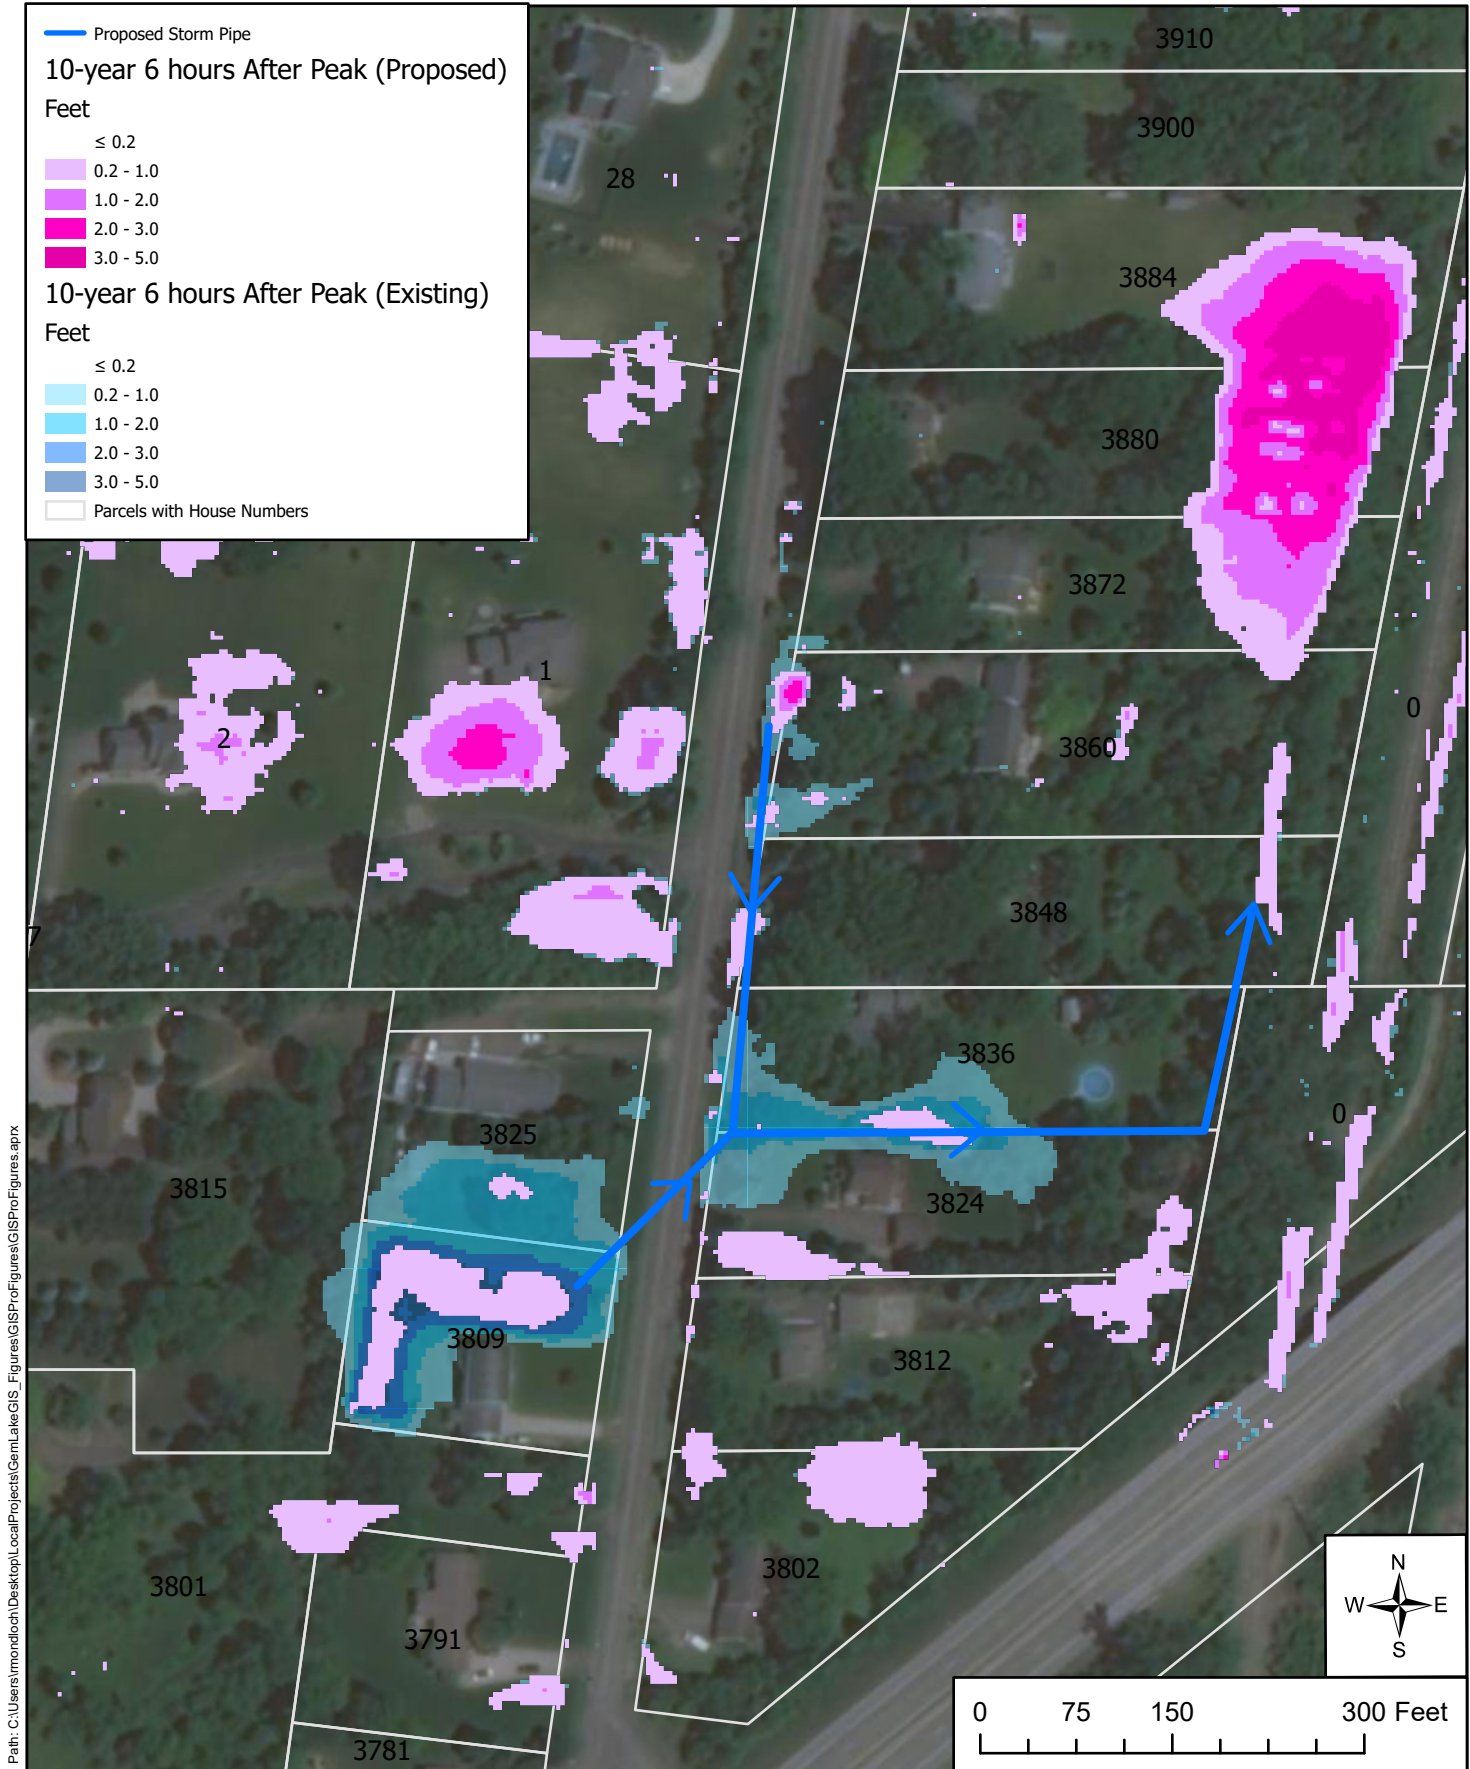 Proposed Storm Pipe
10-year 6 hours After Peak (Proposed)
Feet
≤ 0.2
0.2 - 1.0
1.0 - 2.0
2.0 - 3.0
3.0 - 5.0
10-year 6 hours After Peak (Existing)
Feet
≤ 0.2
0.2 - 1.0
1.0 - 2.0
2.0 - 3.0
3.0 - 5.0
Parcels with House Numbers
3910
3900
28
3884
3880
3872
1
0
2
3860
3848
7
3836
0
3825
3815
3824
3809
3812
3802
3801
3791
3781
N
W E
S
0 75 150 300 Feet
Path: C:\Users\rmondloch\Desktop\LocalProjects\GemLakeGIS_Figures\GISProFigures\GISProFigures.aprx